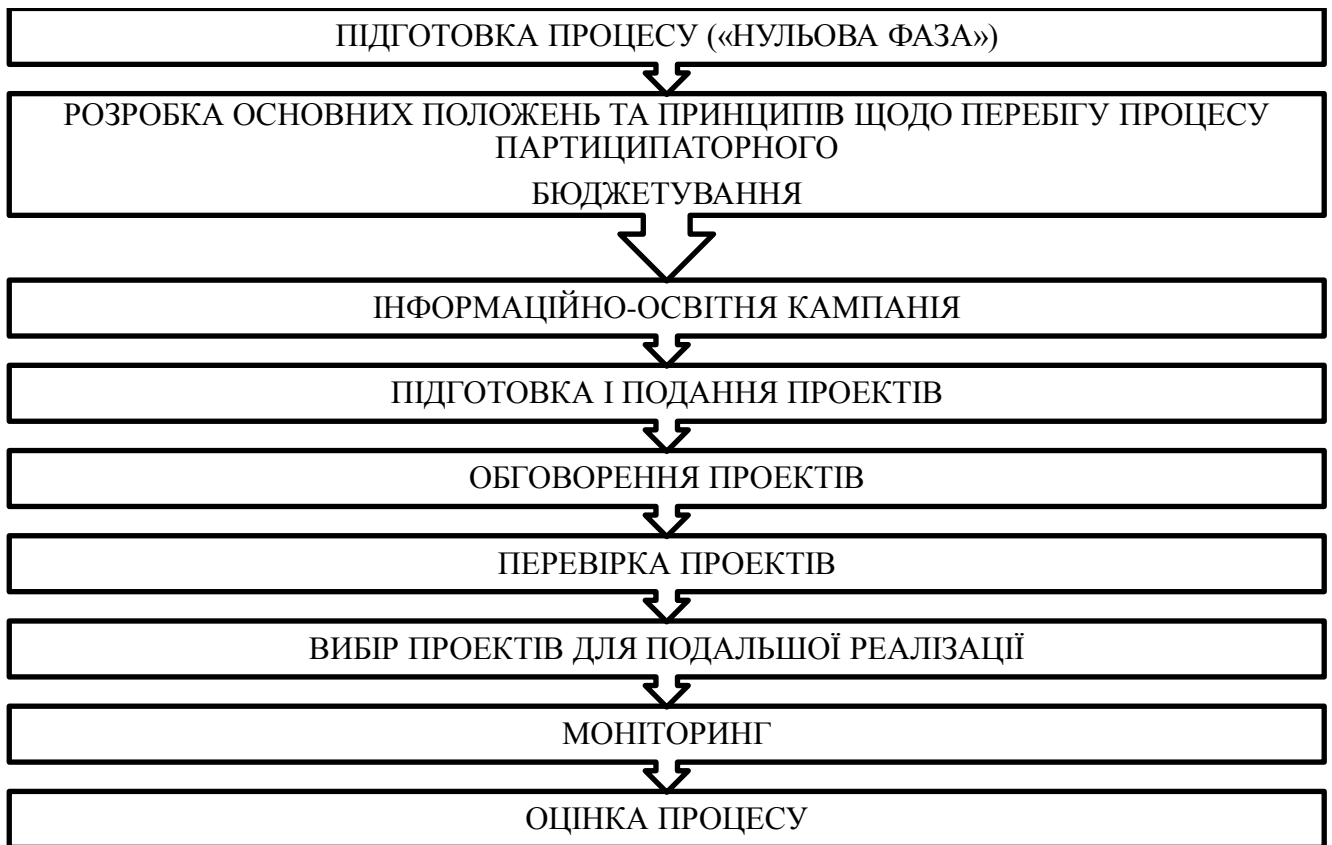 ПІДГОТОВКА ПРОЦЕСУ («НУЛЬОВА ФАЗА»)
РОЗРОБКА ОСНОВНИХ ПОЛОЖЕНЬ ТА ПРИНЦИПІВ ЩОДО ПЕРЕБІГУ ПРОЦЕСУ
ПАРТИЦИПАТОРНОГО
БЮДЖЕТУВАННЯ
ІНФОРМАЦІЙНО-ОСВІТНЯ КАМПАНІЯ
ПІДГОТОВКА І ПОДАННЯ ПРОЕКТІВ
ОБГОВОРЕННЯ ПРОЕКТІВ
ПЕРЕВІРКА ПРОЕКТІВ
ВИБІР ПРОЕКТІВ ДЛЯ ПОДАЛЬШОЇ РЕАЛІЗАЦІЇ
МОНІТОРИНГ
ОЦІНКА ПРОЦЕСУ